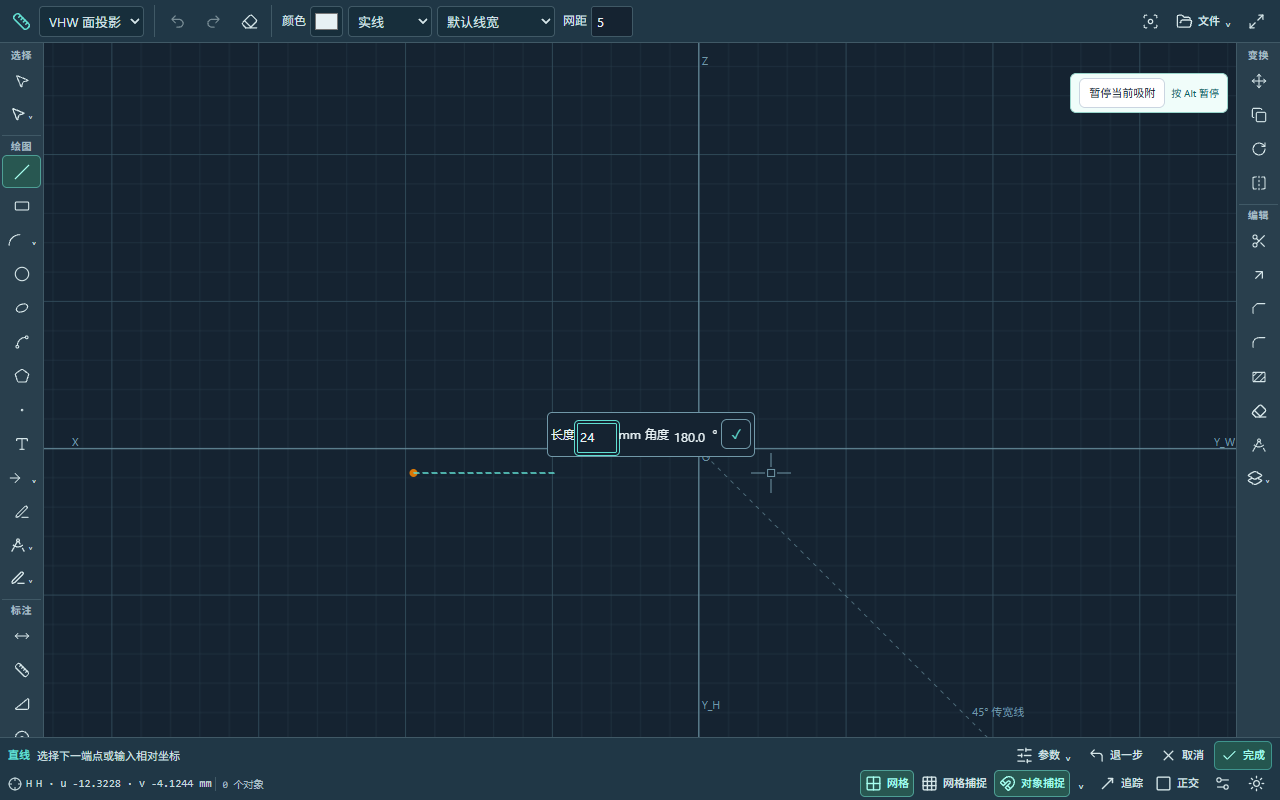 VHW 面投影
颜色
实线
默认线宽
网距 5
文件
选择
绘图
标注
变换
编辑
Z
暂停当前吸附 按 Alt 暂停
长度 24 mm 角度 180.0 °
X
Y_W
Y_H
45° 传宽线
直线 选择下一端点或输入相对坐标
参数 退一步 取消 完成
H H · u -12.3228 · v -4.1244 mm 0 个对象
网格 网格捕捉 对象捕捉 追踪 正交